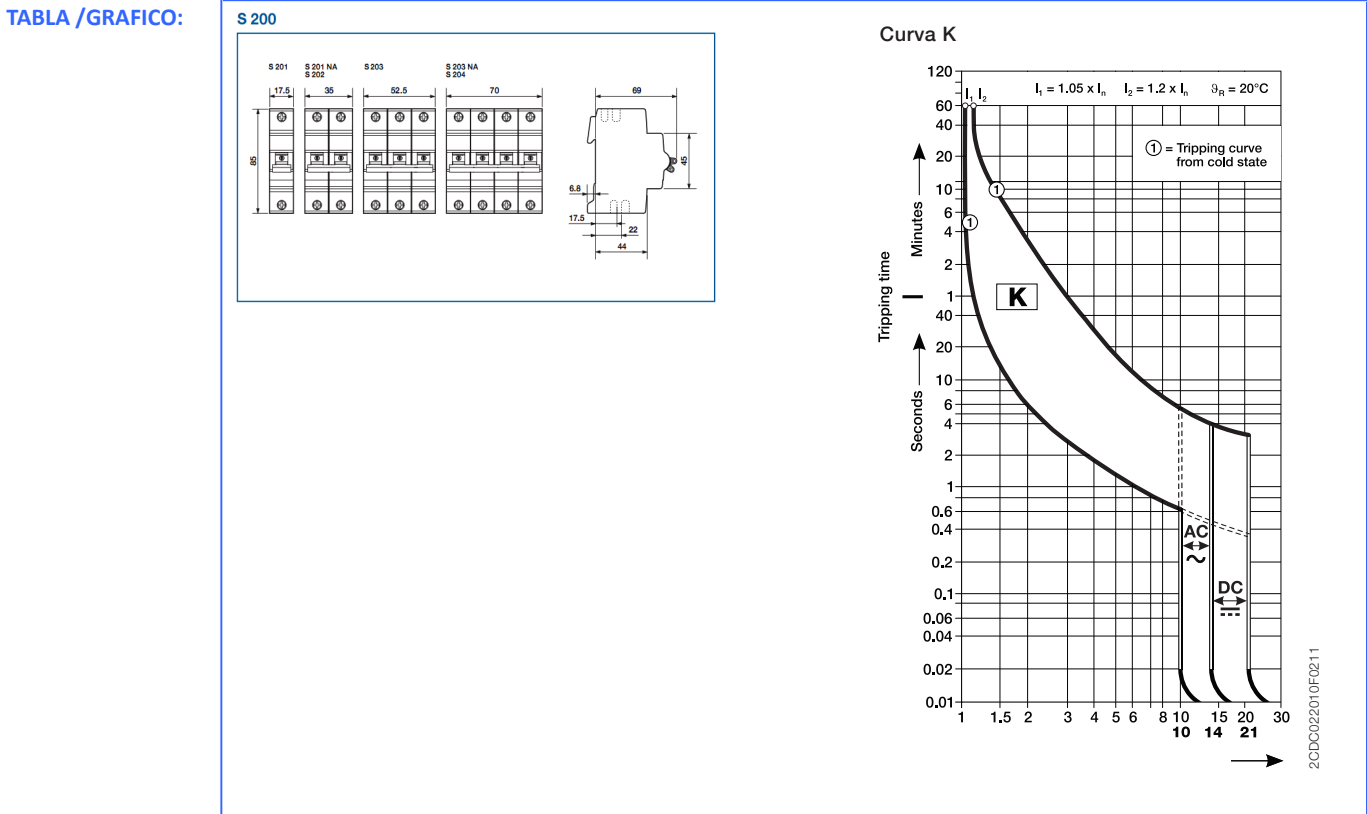 TABLA /GRAFICO:
S 200
S 201
S 201 NA
S 202
S 203
S 203 NA
S 204
17.5
35
52.5
70
69
85
45
6.8
17.5
22
44
Curva K
120
60
40
20
10
6
4
2
1
40
20
10
6
4
2
1
0.6
0.4
0.2
0.1
0.06
0.04
0.02
0.01
Tripping time
Minutes
Seconds
I₁ I₂
I₁ = 1.05 x Iₙ I₂ = 1.2 x Iₙ ϑR = 20°C
① = Tripping curve
from cold state
①
①
K
AC
DC
1 1.5 2 3 4 5 6 8 10 15 20 30
10 14 21
2CDC022010F0211